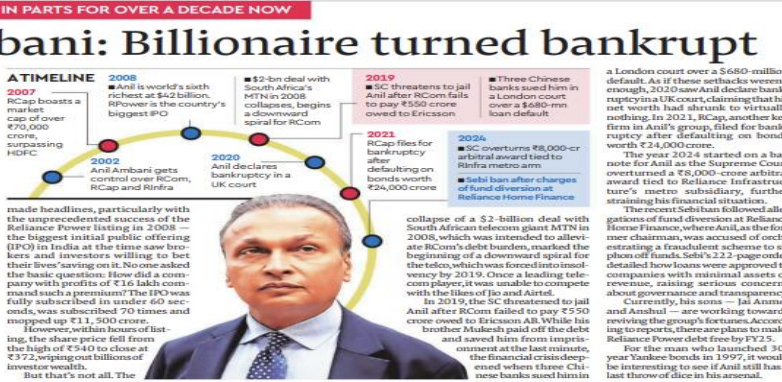 IN PARTS FOR OVER A DECADE NOW
bani: Billionaire turned bankrupt
A TIMELINE
2007
RCap boasts a
market
cap of over
₹70,000
crore,
surpassing
HDFC
2008
■ Anil is world's sixth
richest at $42 billion.
RPower is the country's
biggest IPO
■ $2-bn deal with
South Africa's
MTN in 2008
collapses, begins
a downward
spiral for RCom
2019
■ SC threatens to jail
Anil after RCom fails
to pay ₹550 crore
owed to Ericsson
■ Three Chinese
banks sued him in
a London court
over a $680-mn
loan default
2002
Anil Ambani gets
control over RCom,
RCap and RInfra
2020
Anil declares
bankruptcy in a
UK court
2021
RCap files for
bankruptcy
after
defaulting on
bonds worth
₹24,000 crore
2024
■ SC overturns ₹8,000-cr
arbitral award tied to
RInfra metro arm
■ Sebi ban after charges
of fund diversion at
Reliance Home Finance
made headlines, particularly with
the unprecedented success of the
Reliance Power listing in 2008 —
the biggest initial public offering
(IPO) in India at the time saw bro-
kers and investors willing to bet
their lives' saving on it. No one asked
the basic question: How did a com-
pany with profits of ₹16 lakh com-
mand such a premium? The IPO was
fully subscribed in under 60 sec-
onds, was subscribed 70 times and
mopped up ₹11,500 crore.
However, within hours of list-
ing, the share price fell from
the high of ₹540 to close at
₹372, wiping out billions of
investor wealth.
But that's not all. The
collapse of a $2-billion deal with
South African telecom giant MTN in
2008, which was intended to allevi-
ate RCom's debt burden, marked the
beginning of a downward spiral for
the telco, which was forced into insol-
vency by 2019. Once a leading tele-
com player, it was unable to compete
with the likes of Jio and Airtel.
In 2019, the SC threatened to jail
Anil after RCom failed to pay ₹550
crore owed to Ericsson AB. While his
brother Mukesh paid off the debt
and saved him from impris-
onment at the last minute,
the financial crisis deep-
ened when three Chi-
nese banks sued him in
a London court over a $680-millio
default. As if these setbacks weren
enough, 2020 saw Anil declare bank
ruptcy in a UK court, claiming that h
net worth had shrunk to virtuall
nothing. In 2021, RCap, another ke
firm in Anil's group, filed for bank
ruptcy after defaulting on bond
worth ₹24,000 crore.
The year 2024 started on a ba
note for Anil as the Supreme Cour
overturned a ₹8,000-crore arbitra
award tied to Reliance Infrastruc
ture's metro subsidiary, furthe
straining his financial situation.
The recent Sebi ban followed alle
gations of fund diversion at Relianc
Home Finance, where Anil, as the fo
mer chairman, was accused of orch
estrating a fraudulent scheme to s
phon off funds. Sebi's 222-page orde
detailed how loans were approved t
companies with minimal assets o
revenue, raising serious concern
about governance and transparenc
Currently, his sons — Jai Anmo
and Anshul — are working toward
reviving the group's fortunes. Accord
ing to reports, there are plans to mak
Reliance Power debt free by FY25.
For the man who launched 30
year Yankee bonds in 1997, it woul
be interesting to see if Anil still has
last throw of dice in his arsenal.